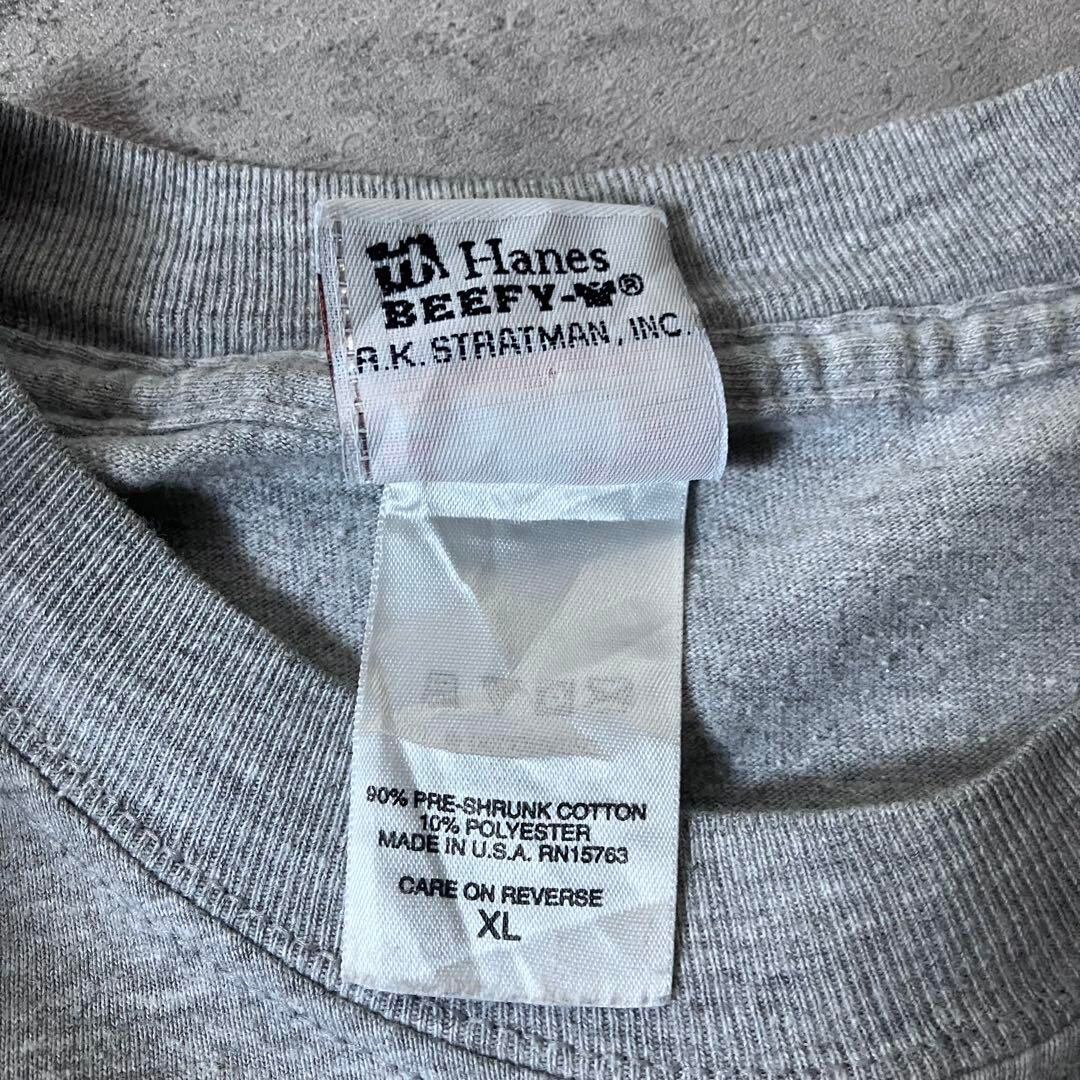 Hanes
BEEFY-T®
A.K. STRATMAN, INC.
90% PRE-SHRUNK COTTON
10% POLYESTER
MADE IN U.S.A. RN15763
CARE ON REVERSE
XL